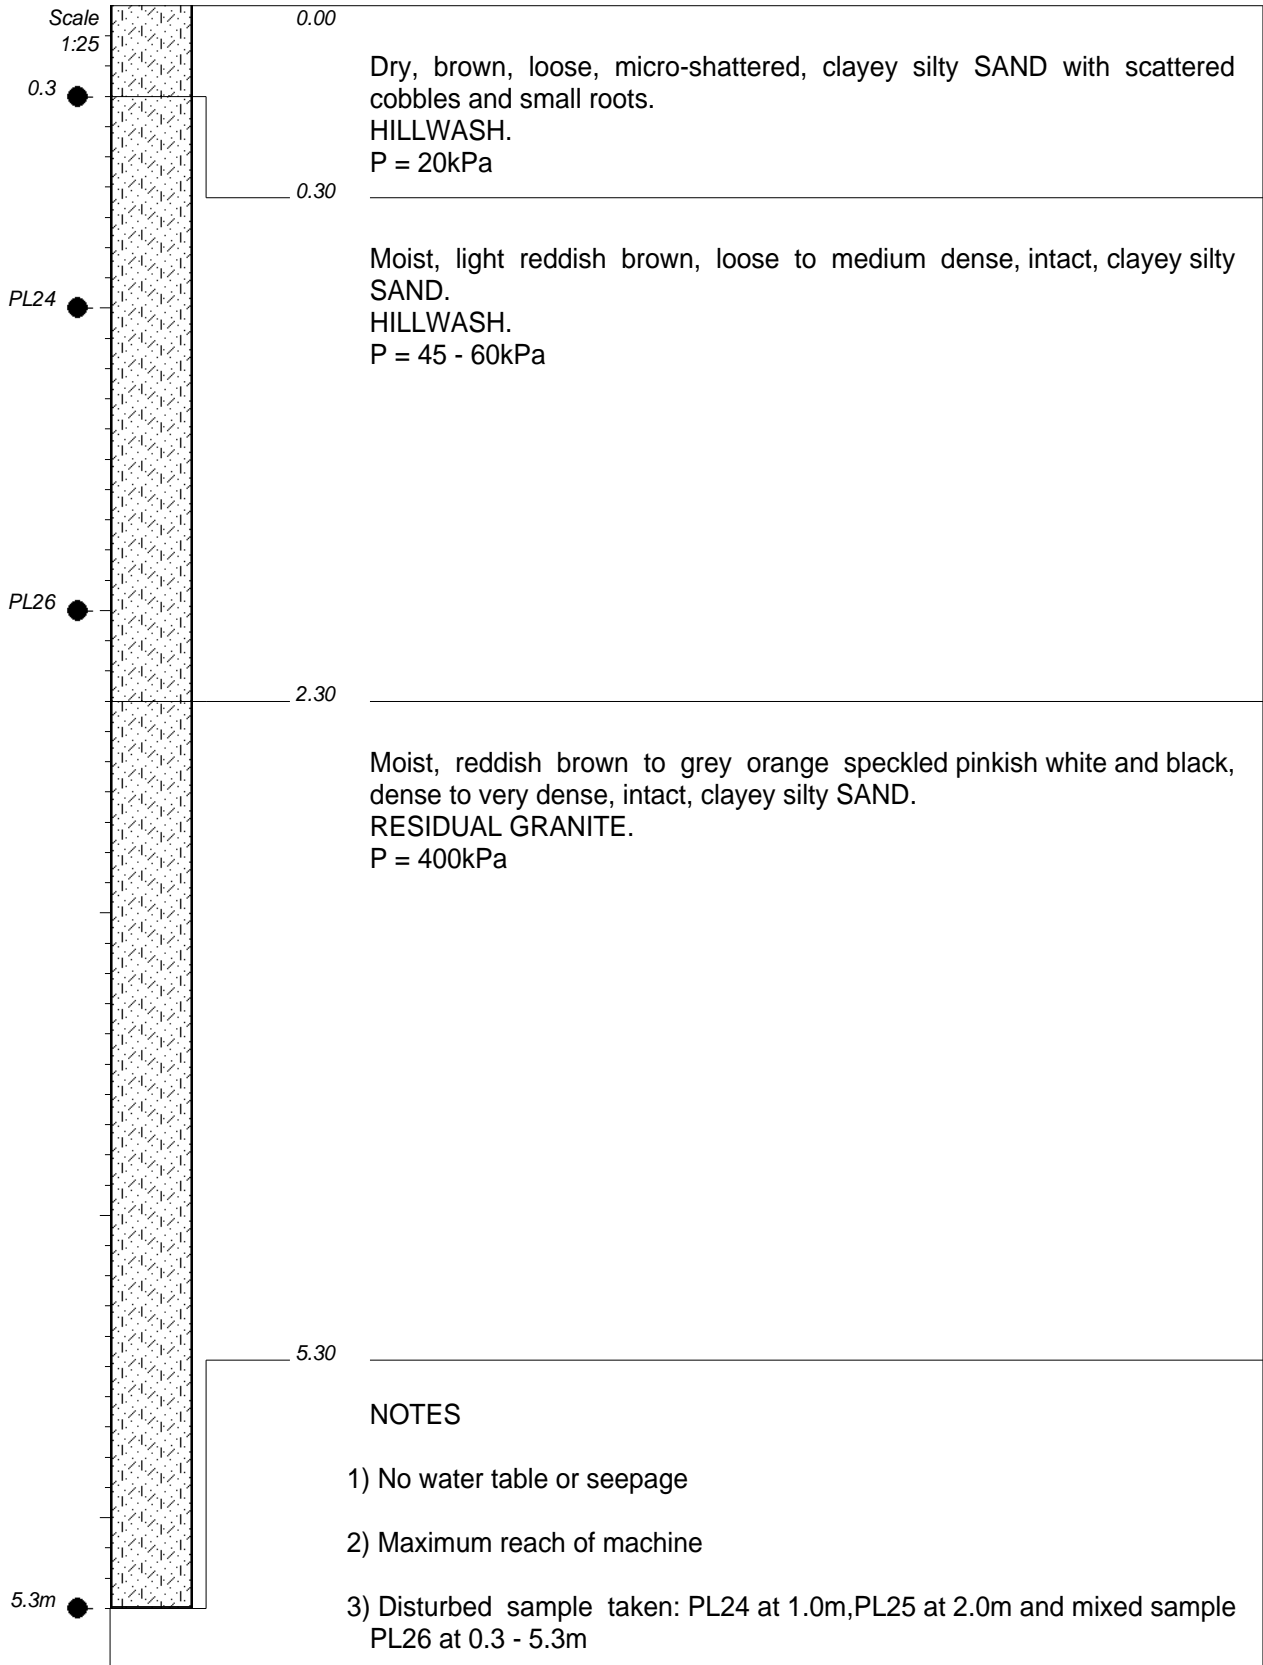 Scale
1:25
0.00
Dry, brown, loose, micro-shattered, clayey silty SAND with scattered
cobbles and small roots.
0.3
HILLWASH.
P = 20kPa
0.30
Moist, light reddish brown, loose to medium dense, intact, clayey silty
SAND.
PL24
HILLWASH.
P = 45 - 60kPa
PL26
2.30
Moist, reddish brown to grey orange speckled pinkish white and black,
dense to very dense, intact, clayey silty SAND.
RESIDUAL GRANITE.
P = 400kPa
5.30
NOTES
1) No water table or seepage
2) Maximum reach of machine
5.3m
3) Disturbed sample taken: PL24 at 1.0m,PL25 at 2.0m and mixed sample
PL26 at 0.3 - 5.3m